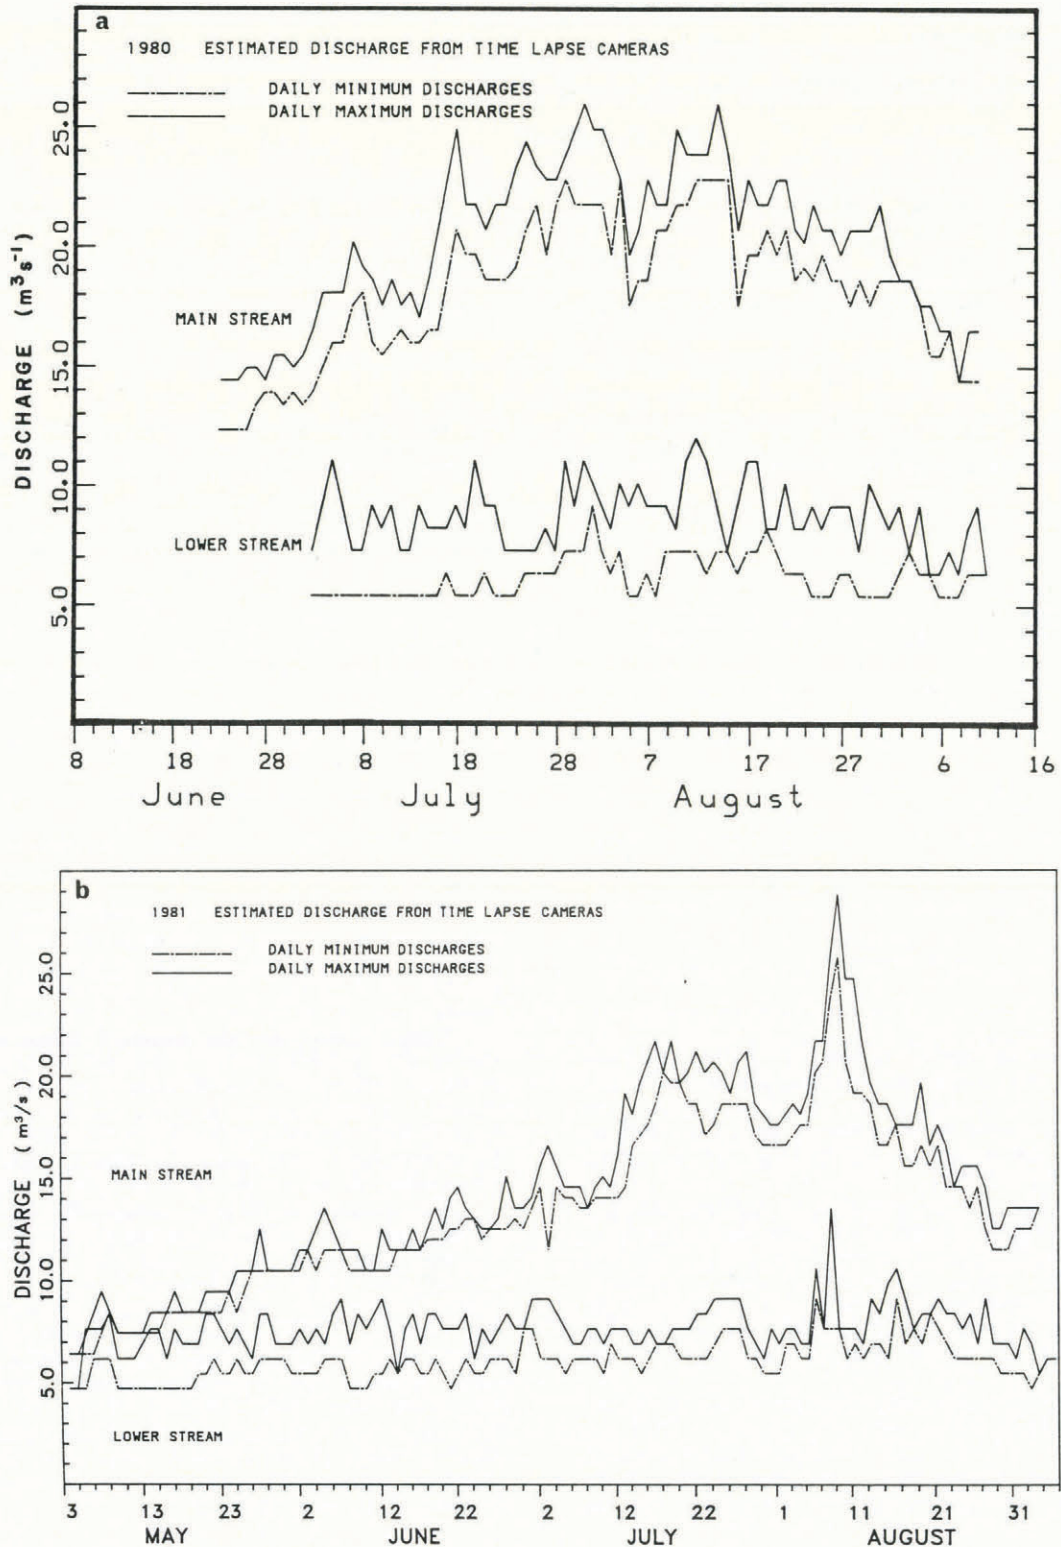 a
1980 ESTIMATED DISCHARGE FROM TIME LAPSE CAMERAS
DAILY MINIMUM DISCHARGES
DAILY MAXIMUM DISCHARGES
DISCHARGE (m³s⁻¹)
25.0
20.0
15.0
10.0
5.0
MAIN STREAM
LOWER STREAM
8 18 28 8 18 28 7 17 27 6 16
June July August
b
1981 ESTIMATED DISCHARGE FROM TIME LAPSE CAMERAS
DAILY MINIMUM DISCHARGES
DAILY MAXIMUM DISCHARGES
DISCHARGE (m³/s)
25.0
20.0
15.0
10.0
5.0
MAIN STREAM
LOWER STREAM
3 13 23 2 12 22 2 12 22 1 11 21 31
MAY JUNE JULY AUGUST